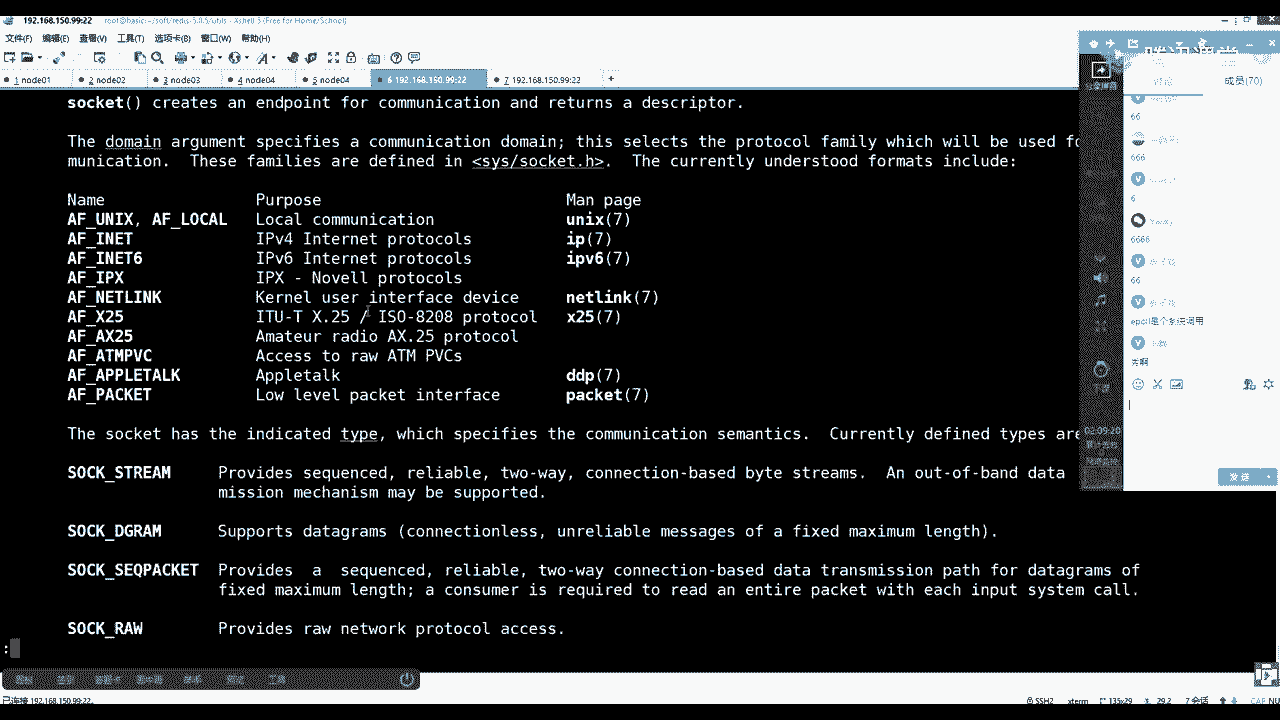 192.168.150.99:22 root@basic:~/soft/redis-5.0.5/utils - Xshell 5 (Free for Home/School)
文件(F) 编辑(E) 查看(V) 工具(T) 选项卡(B) 窗口(W) 帮助(H)
1 node01 2 node02 3 node03 4 node04 5 node04 6 192.168.150.99:22 7 192.168.150.99:22 +
socket() creates an endpoint for communication and returns a descriptor.
The domain argument specifies a communication domain; this selects the protocol family which will be used fo
munication. These families are defined in <sys/socket.h>. The currently understood formats include:
Name Purpose Man page
AF_UNIX, AF_LOCAL Local communication unix(7)
AF_INET IPv4 Internet protocols ip(7)
AF_INET6 IPv6 Internet protocols ipv6(7)
AF_IPX IPX - Novell protocols
AF_NETLINK Kernel user interface device netlink(7)
AF_X25 ITU-T X.25 / ISO-8208 protocol x25(7)
AF_AX25 Amateur radio AX.25 protocol
AF_ATMPVC Access to raw ATM PVCs
AF_APPLETALK Appletalk ddp(7)
AF_PACKET Low level packet interface packet(7)
The socket has the indicated type, which specifies the communication semantics. Currently defined types are
SOCK_STREAM Provides sequenced, reliable, two-way, connection-based byte streams. An out-of-band data
mission mechanism may be supported.
SOCK_DGRAM Supports datagrams (connectionless, unreliable messages of a fixed maximum length).
SOCK_SEQPACKET Provides a sequenced, reliable, two-way connection-based data transmission path for datagrams of
fixed maximum length; a consumer is required to read an entire packet with each input system call.
SOCK_RAW Provides raw network protocol access.
:
成员(70)
66
666
6
6666
66
epoll是个系统调用
02:09:20
发送
已连接 192.168.150.99:22。 SSH2 xterm 135x29 29,2 7 会话 CAP NU